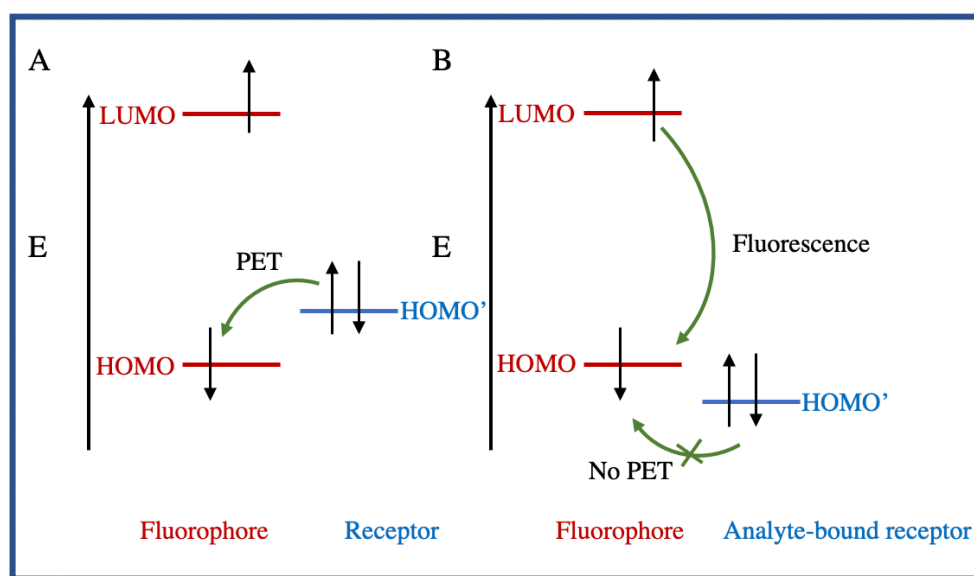 A
LUMO
E
PET
HOMO’
HOMO
Fluorophore
Receptor
B
LUMO
E
Fluorescence
HOMO
HOMO’
No PET
Fluorophore
Analyte-bound receptor